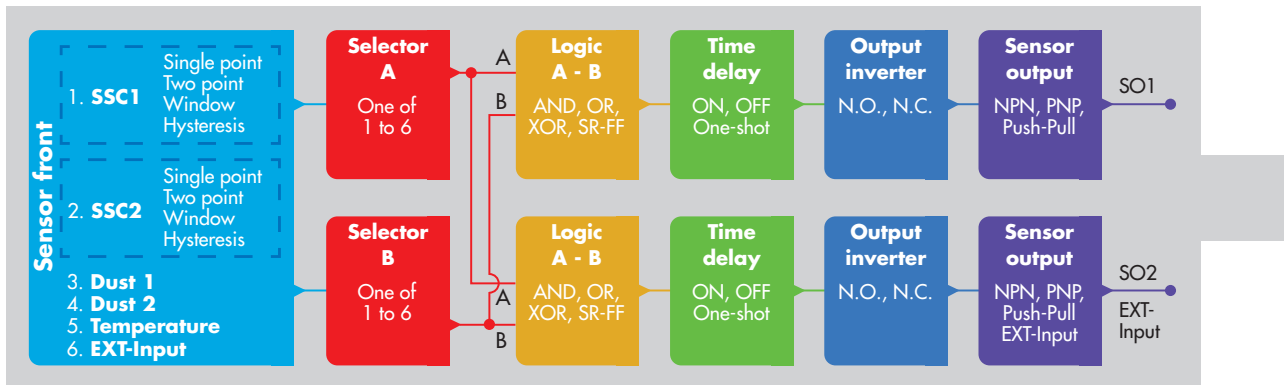 Sensor front
1. SSC1
Single point
Two point
Window
Hysteresis
2. SSC2
Single point
Two point
Window
Hysteresis
3. Dust 1
4. Dust 2
5. Temperature
6. EXT-Input
Selector
A
One of
1 to 6
A
B
Logic
A - B
AND, OR,
XOR, SR-FF
Time
delay
ON, OFF
One-shot
Output
inverter
N.O., N.C.
Sensor
output
NPN, PNP
Push-Pull
SO1
Selector
B
One of
1 to 6
A
B
Logic
A - B
AND, OR,
XOR, SR-FF
Time
delay
ON, OFF
One-shot
Output
inverter
N.O., N.C.
Sensor
output
NPN, PNP
Push-Pull
EXT-Input
SO2
EXT-
Input